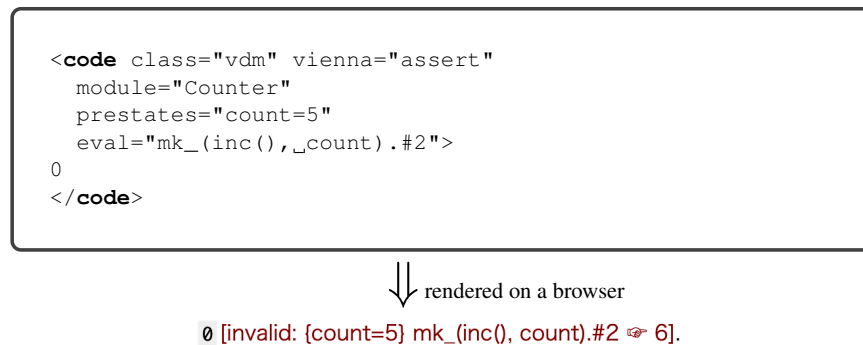 <code class="vdm" vienna="assert"
  module="Counter"
  prestates="count=5"
  eval="mk_(inc(),␣count).#2">
0
</code>
⇓ rendered on a browser
0 [invalid: {count=5} mk_(inc(), count).#2 ☞ 6].